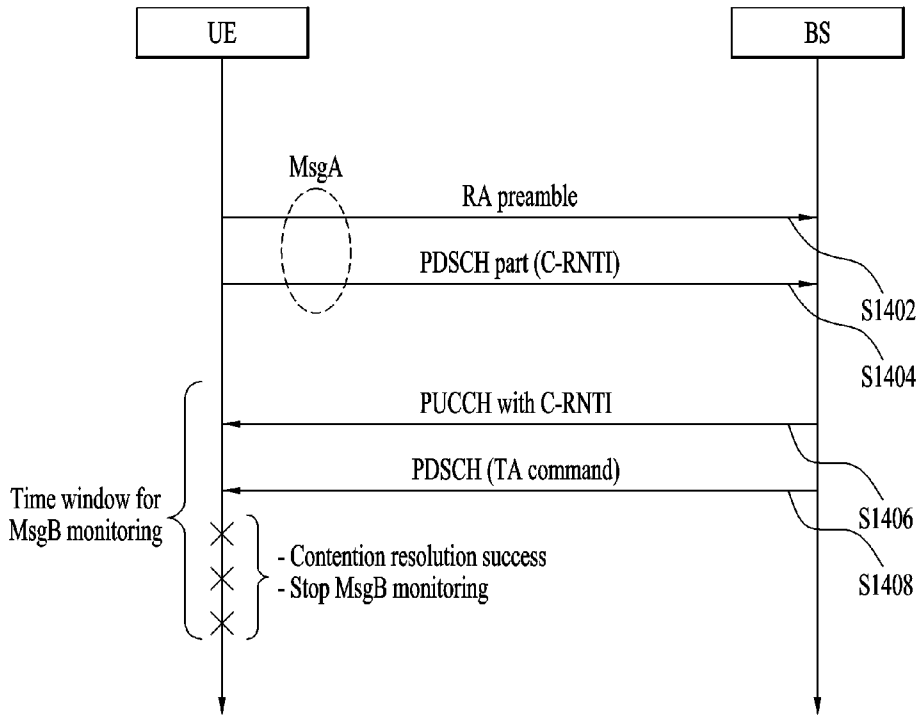 UE
BS
MsgA
RA preamble
PDSCH part (C-RNTI)
S1402
S1404
PUCCH with C-RNTI
PDSCH (TA command)
Time window for
MsgB monitoring
S1406
- Contention resolution success
- Stop MsgB monitoring
S1408